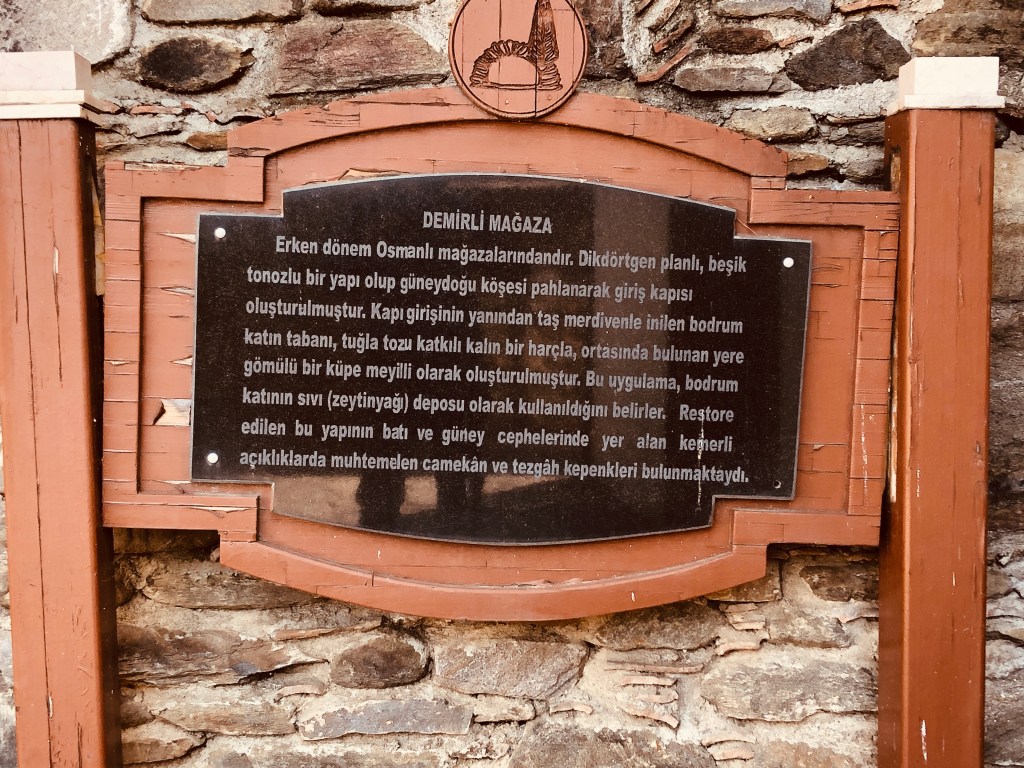 DEMİRLİ MAĞAZA
Erken dönem Osmanlı mağazalarındandır. Dikdörtgen planlı, beşik
tonozlu bir yapı olup güneydoğu köşesi pahlanarak giriş kapısı
oluşturulmuştur. Kapı girişinin yanından taş merdivenle inilen bodrum
katın tabanı, tuğla tozu katkılı kalın bir harçla, ortasında bulunan yere
gömülü bir küpe meyilli olarak oluşturulmuştur. Bu uygulama, bodrum
katının sıvı (zeytinyağı) deposu olarak kullanıldığını belirler. Restore
edilen bu yapının batı ve güney cephelerinde yer alan kemerli
açıklıklarda muhtemelen camekân ve tezgâh kepenkleri bulunmaktaydı.